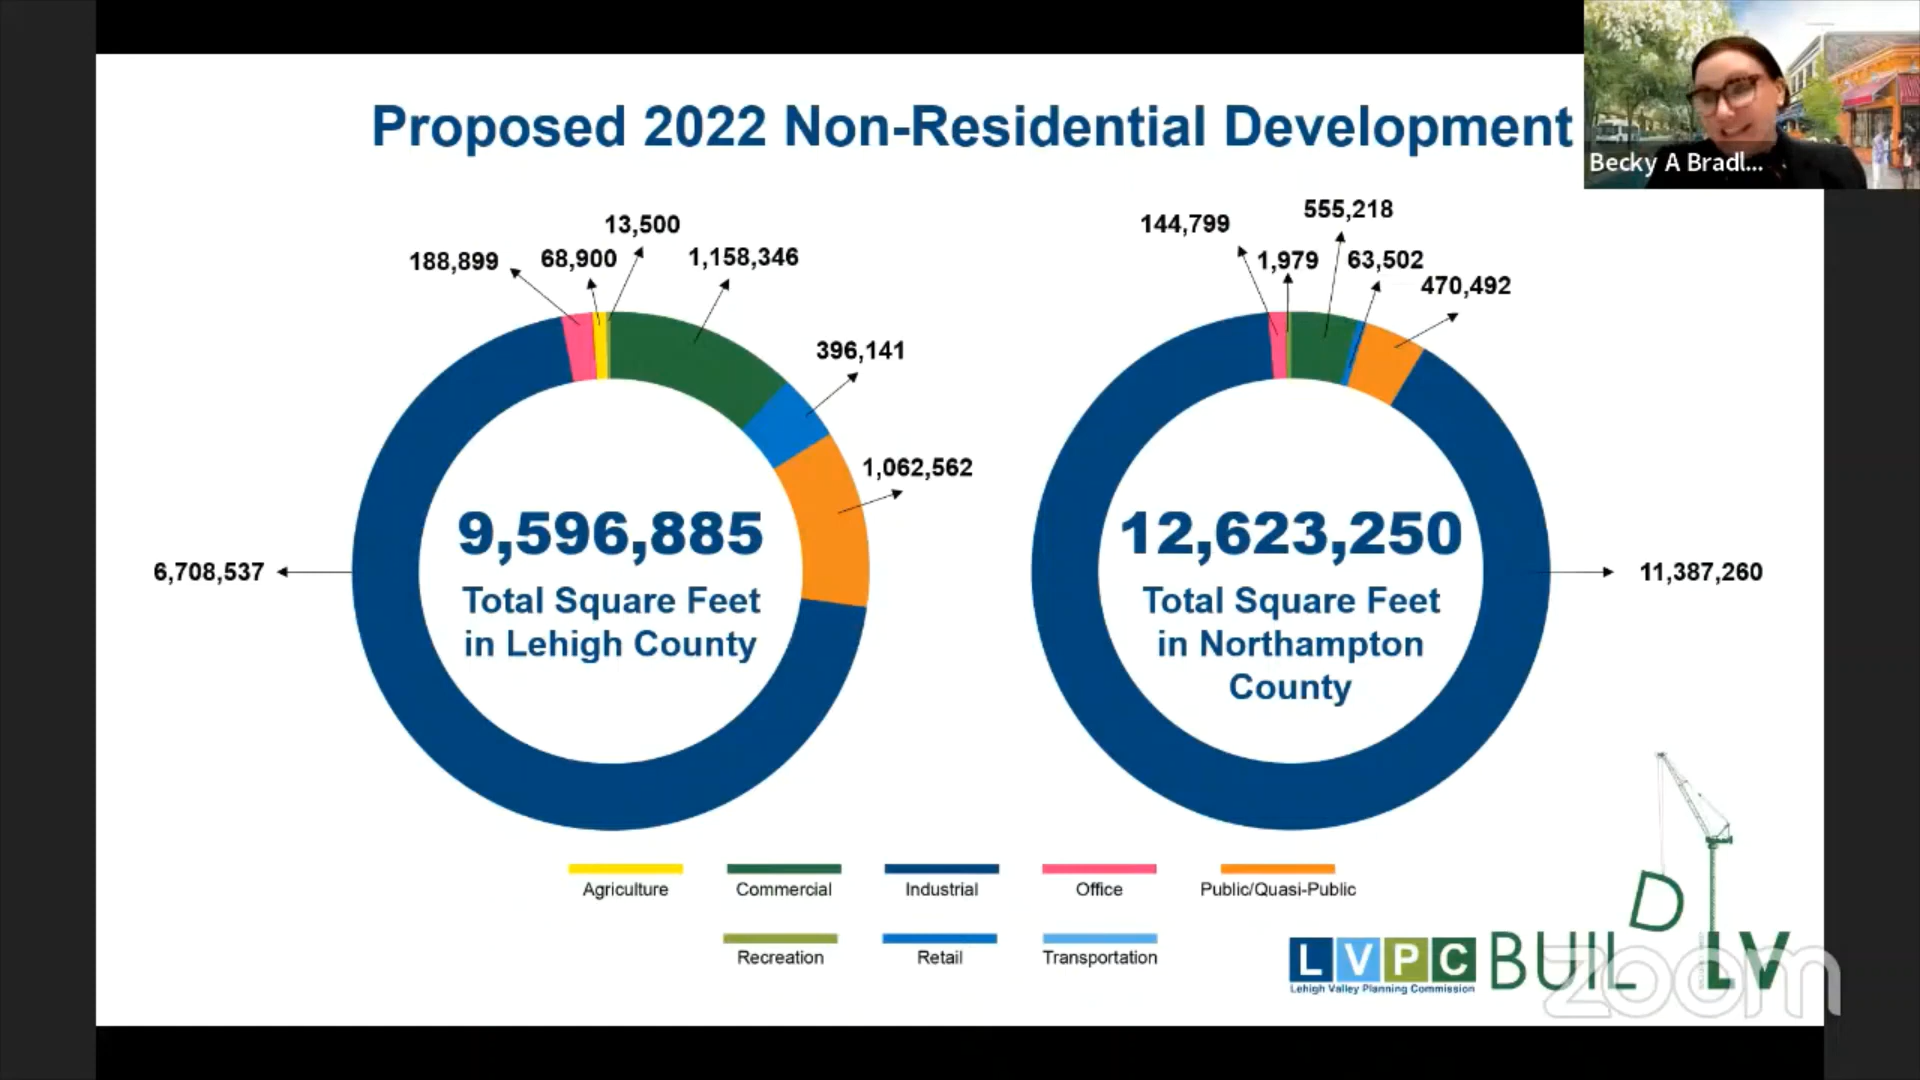 Proposed 2022 Non-Residential Development
Becky A Bradl...
13,500
188,899
68,900
1,158,346
396,141
1,062,562
6,708,537
9,596,885
Total Square Feet
in Lehigh County
555,218
144,799
1,979
63,502
470,492
11,387,260
12,623,250
Total Square Feet
in Northampton
County
Agriculture
Commercial
Industrial
Office
Public/Quasi-Public
Recreation
Retail
Transportation
LVPC
Lehigh Valley Planning Commission
BUILD LV
zoom